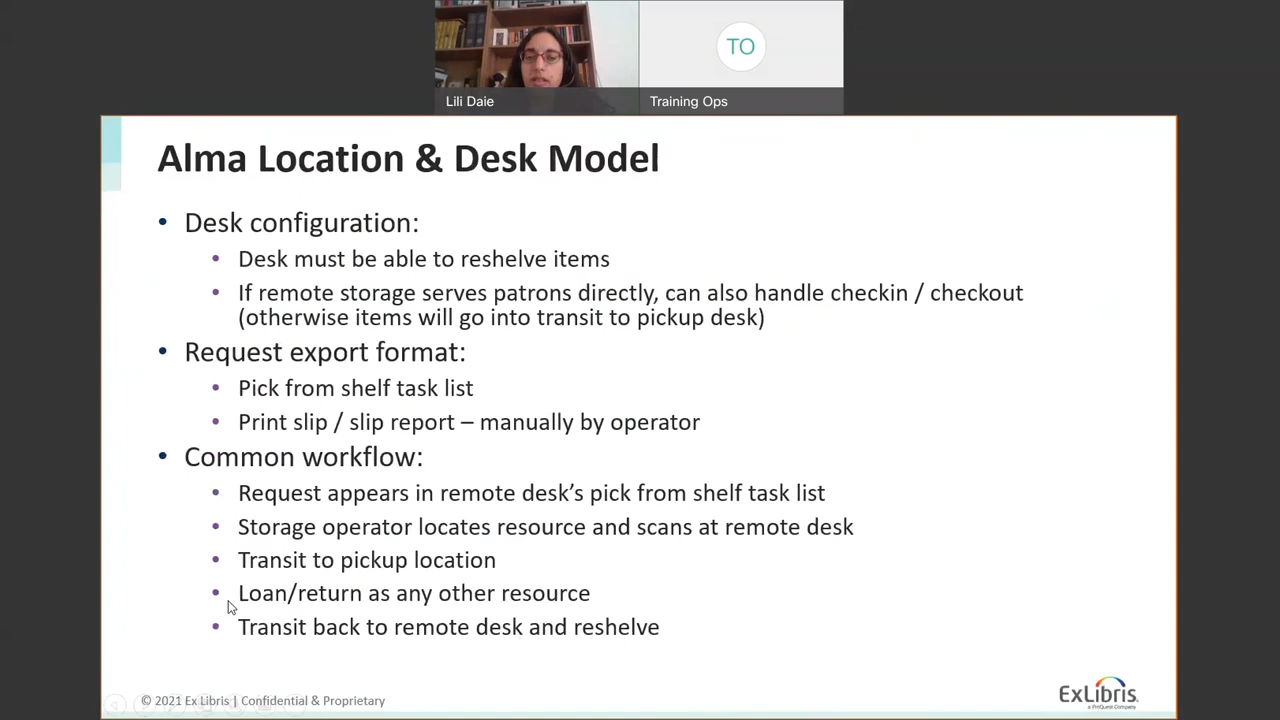 TO
Lili Daie
Training Ops
Alma Location & Desk Model
• Desk configuration:
• Desk must be able to reshelve items
• If remote storage serves patrons directly, can also handle checkin / checkout
(otherwise items will go into transit to pickup desk)
• Request export format:
• Pick from shelf task list
• Print slip / slip report – manually by operator
• Common workflow:
• Request appears in remote desk’s pick from shelf task list
• Storage operator locates resource and scans at remote desk
• Transit to pickup location
• Loan/return as any other resource
• Transit back to remote desk and reshelve
© 2021 Ex Libris | Confidential & Proprietary
ExLibris
a ProQuest Company